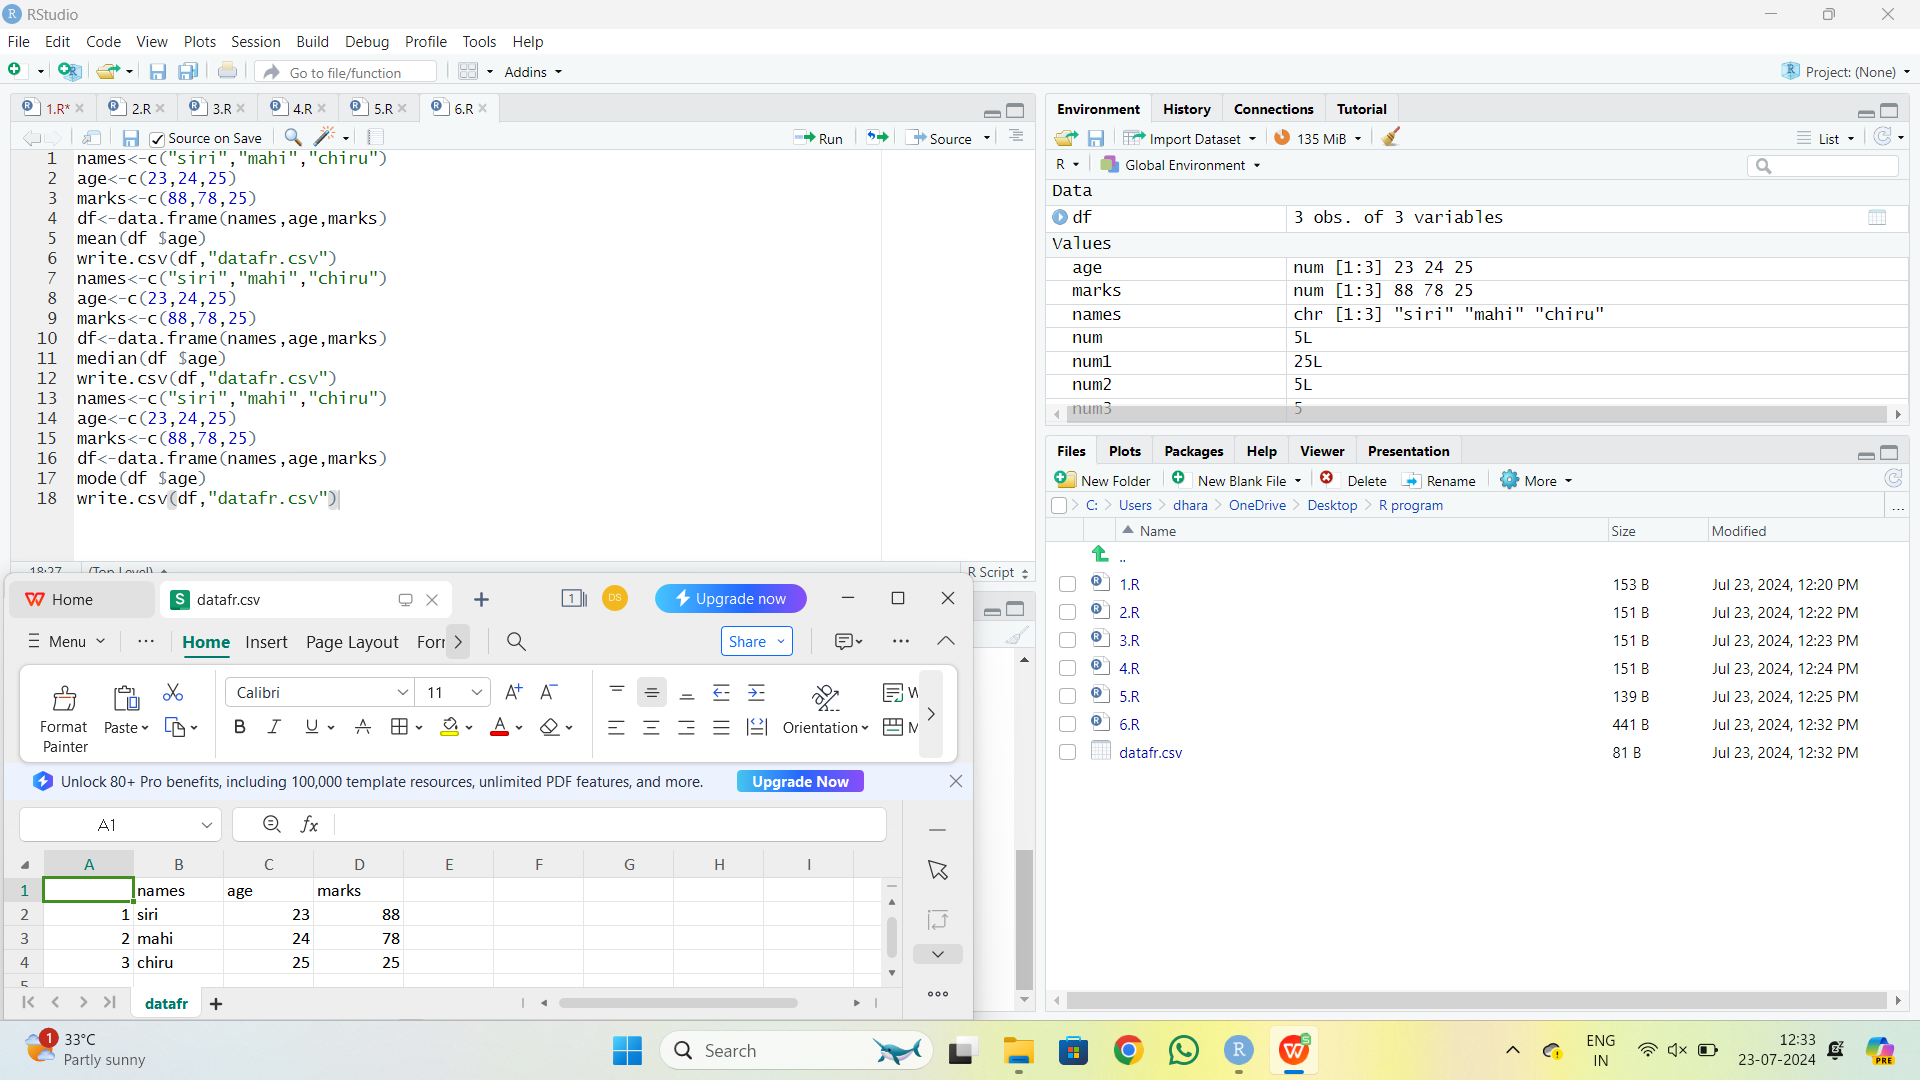 RStudio
File Edit Code View Plots Session Build Debug Profile Tools Help
Go to file/function Addins Project: (None)
1.R* 2.R 3.R 4.R 5.R 6.R
Source on Save Run Source
1 names<-c("siri","mahi","chiru")
2 age<-c(23,24,25)
3 marks<-c(88,78,25)
4 df<-data.frame(names,age,marks)
5 mean(df $age)
6 write.csv(df,"datafr.csv")
7 names<-c("siri","mahi","chiru")
8 age<-c(23,24,25)
9 marks<-c(88,78,25)
10 df<-data.frame(names,age,marks)
11 median(df $age)
12 write.csv(df,"datafr.csv")
13 names<-c("siri","mahi","chiru")
14 age<-c(23,24,25)
15 marks<-c(88,78,25)
16 df<-data.frame(names,age,marks)
17 mode(df $age)
18 write.csv(df,"datafr.csv")
18:27 (Top Level) R Script
Environment History Connections Tutorial
Import Dataset 135 MiB List
R Global Environment
Data
df 3 obs. of 3 variables
Values
age num [1:3] 23 24 25
marks num [1:3] 88 78 25
names chr [1:3] "siri" "mahi" "chiru"
num 5L
num1 25L
num2 5L
num3 5
Files Plots Packages Help Viewer Presentation
New Folder New Blank File Delete Rename More
C: Users dhara OneDrive Desktop R program ...
Name Size Modified
..
1.R 153 B Jul 23, 2024, 12:20 PM
2.R 151 B Jul 23, 2024, 12:22 PM
3.R 151 B Jul 23, 2024, 12:23 PM
4.R 151 B Jul 23, 2024, 12:24 PM
5.R 139 B Jul 23, 2024, 12:25 PM
6.R 441 B Jul 23, 2024, 12:32 PM
datafr.csv 81 B Jul 23, 2024, 12:32 PM
Home datafr.csv 1 DS Upgrade now
Menu Home Insert Page Layout Share
Calibri 11
Format Painter Paste B I U A Orientation
Unlock 80+ Pro benefits, including 100,000 template resources, unlimited PDF features, and more. Upgrade Now
A1 fx
A B C D E F G H I
1 names age marks
2 1 siri 23 88
3 2 mahi 24 78
4 3 chiru 25 25
5
datafr
1 33°C
Partly sunny
Search
ENG
IN
12:33
23-07-2024
PRE